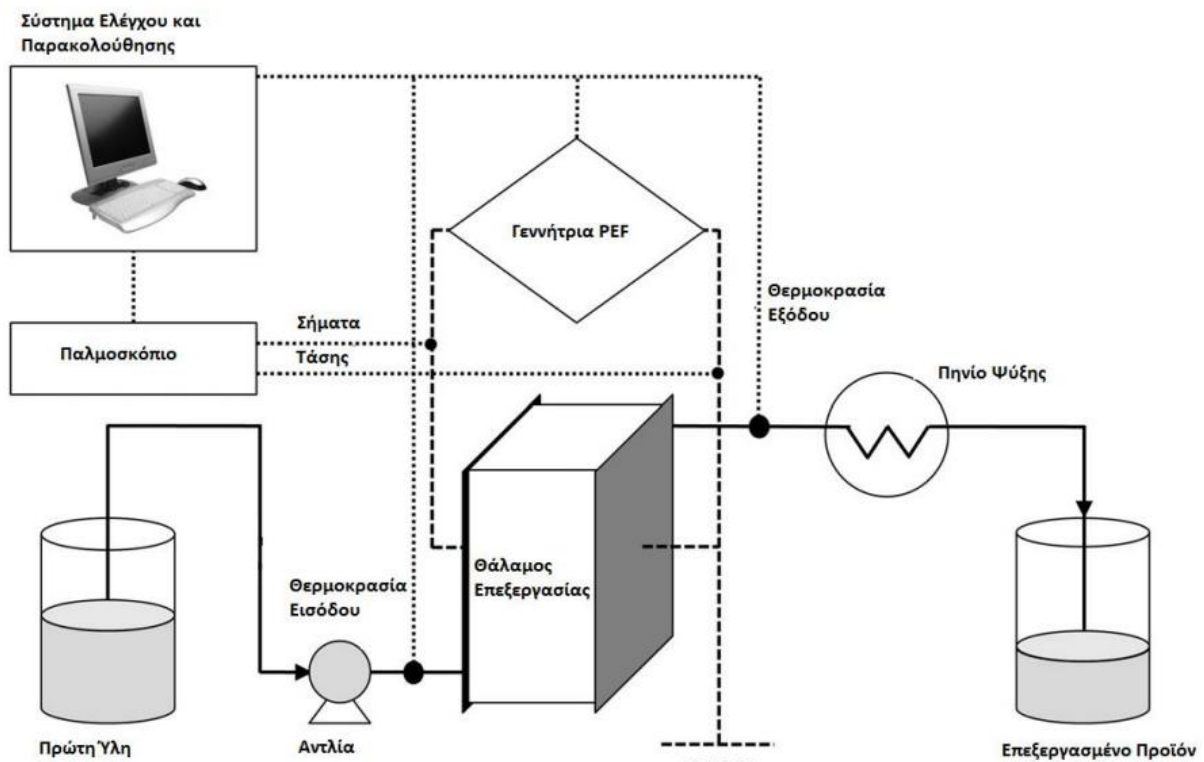 Σύστημα Ελέγχου και
Παρακολούθησης
Γεννήτρια PEF
Θερμοκρασία
Εξόδου
Σήματα
Τάσης
Παλμοσκόπιο
Πηνίο Ψύξης
Θάλαμος
Επεξεργασίας
Θερμοκρασία
Εισόδου
Πρώτη Ύλη
Αντλία
Επεξεργασμένο Προϊόν